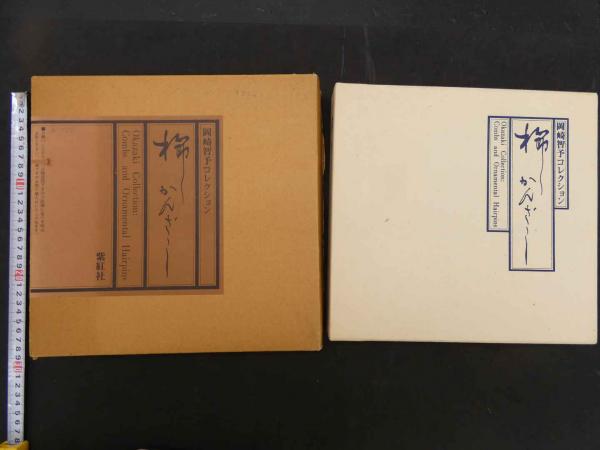 岡崎智予コレクション
櫛
かんざし
Okazaki Collection:
Combs and Ornamental Hairpins
紫紅社
岡崎智予コレクション
櫛
かんざし
Okazaki Collection:
Combs and Ornamental Hairpins